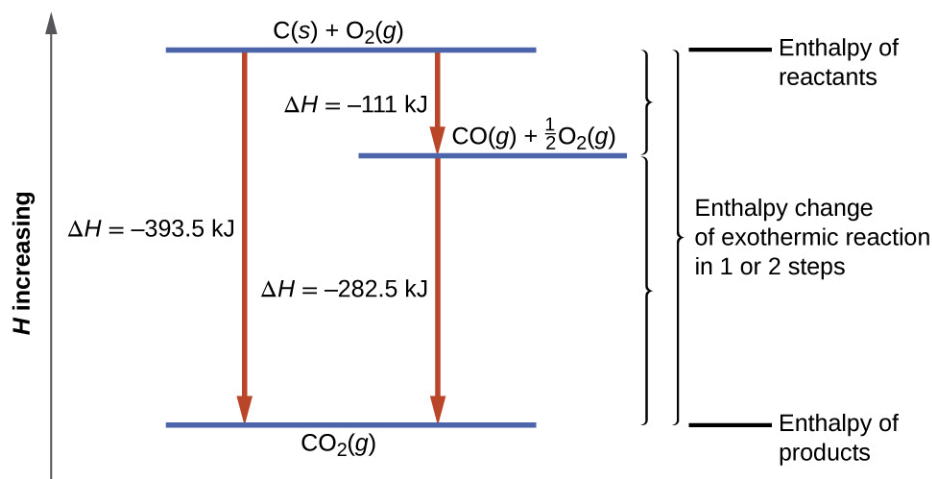 C(s) + O₂(g)
Enthalpy of
reactants
ΔH = –111 kJ
CO(g) + ½O₂(g)
H increasing
ΔH = –393.5 kJ
Enthalpy change
of exothermic reaction
in 1 or 2 steps
ΔH = –282.5 kJ
CO₂(g)
Enthalpy of
products